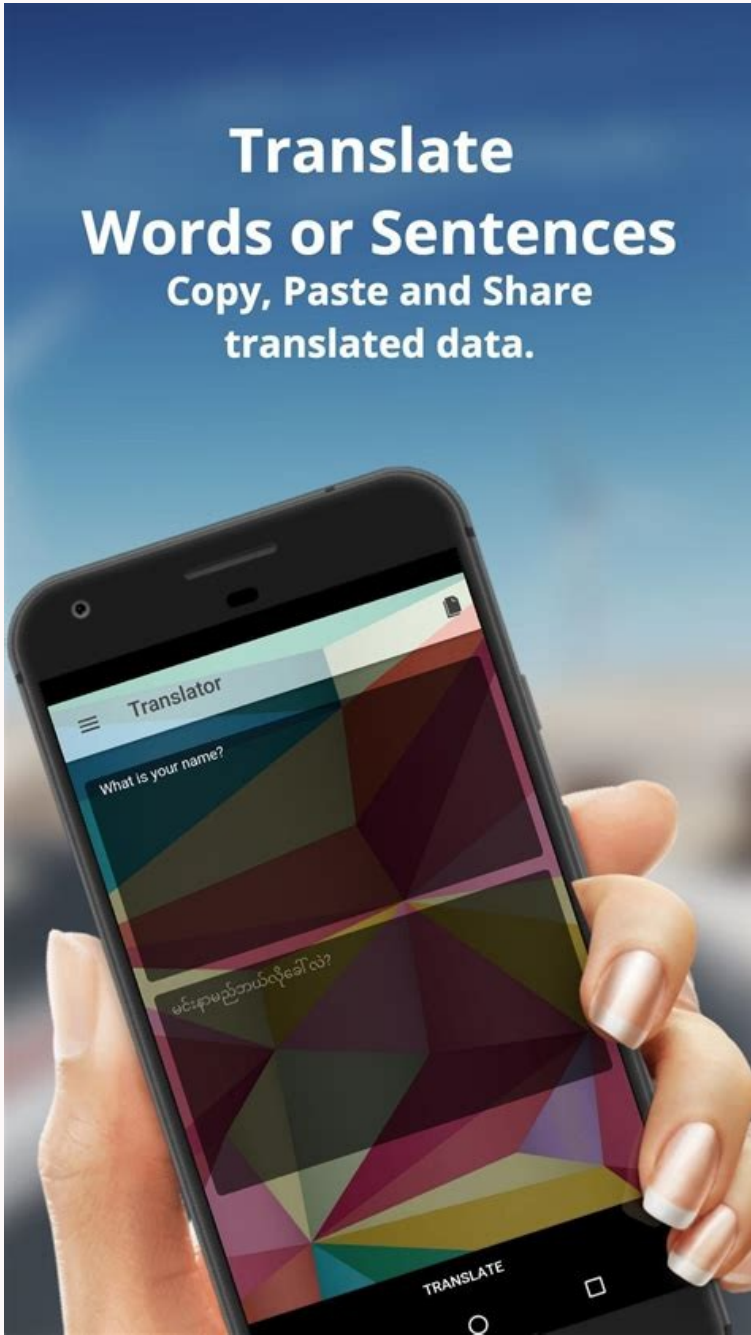 Translate
Words or Sentences
Copy, Paste and Share
translated data.
Translator
What is your name?
မင်းနာမည်ဘယ်လိုခေါ်လဲ?
TRANSLATE